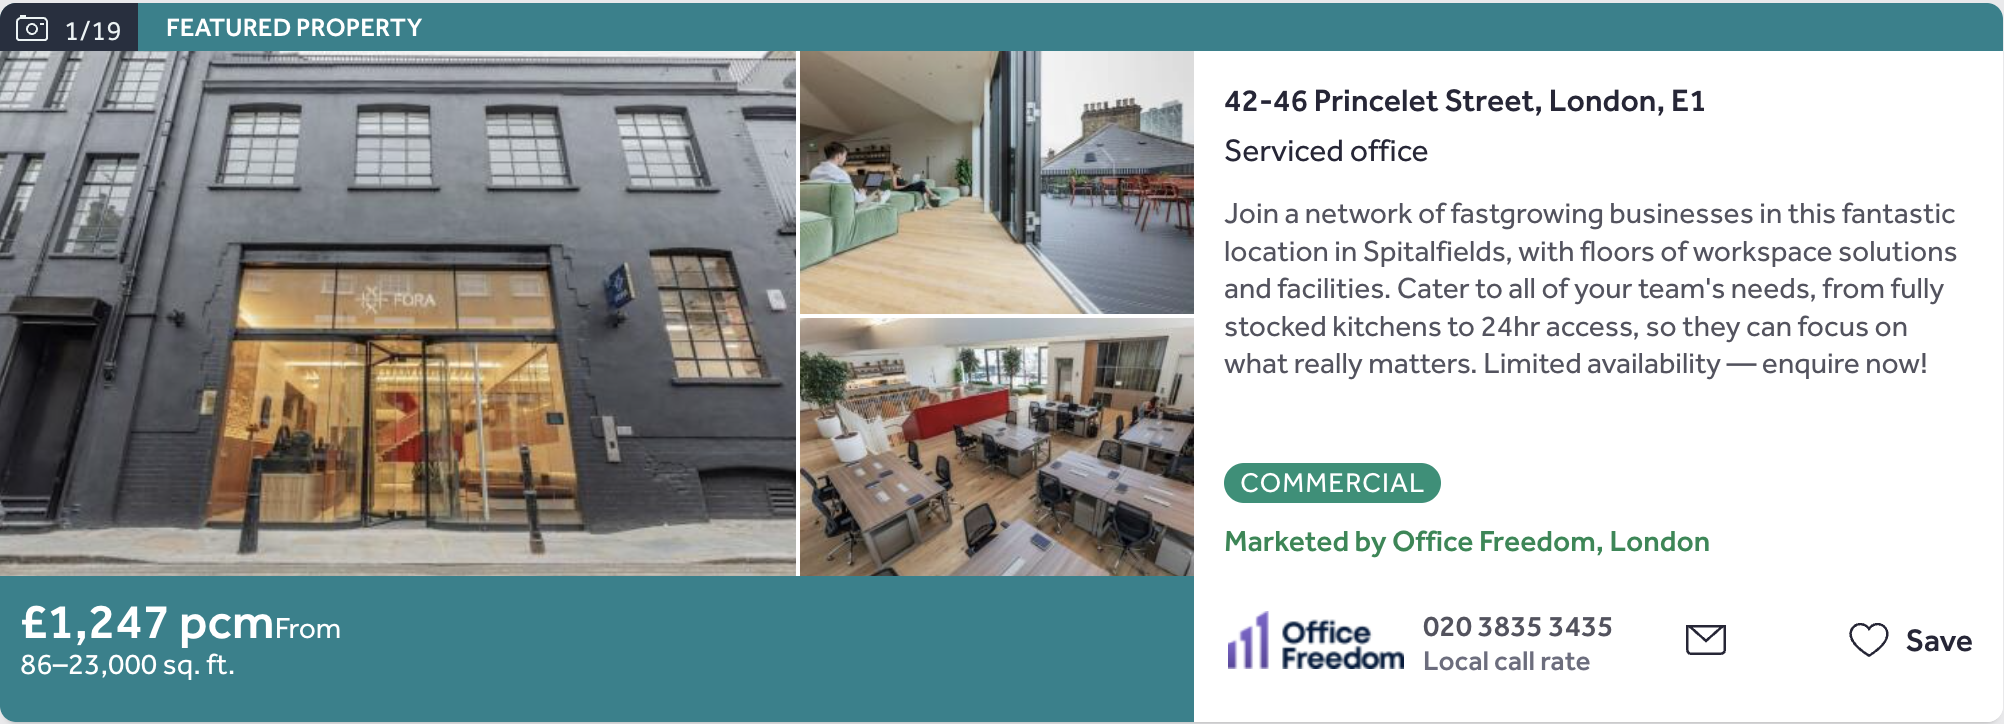 1/19
FEATURED PROPERTY
FORA
42-46 Princelet Street, London, E1
Serviced office
Join a network of fastgrowing businesses in this fantastic
location in Spitalfields, with floors of workspace solutions
and facilities. Cater to all of your team's needs, from fully
stocked kitchens to 24hr access, so they can focus on
what really matters. Limited availability — enquire now!
COMMERCIAL
Marketed by Office Freedom, London
£1,247 pcm From
86–23,000 sq. ft.
Office
Freedom
020 3835 3435
Local call rate
Save